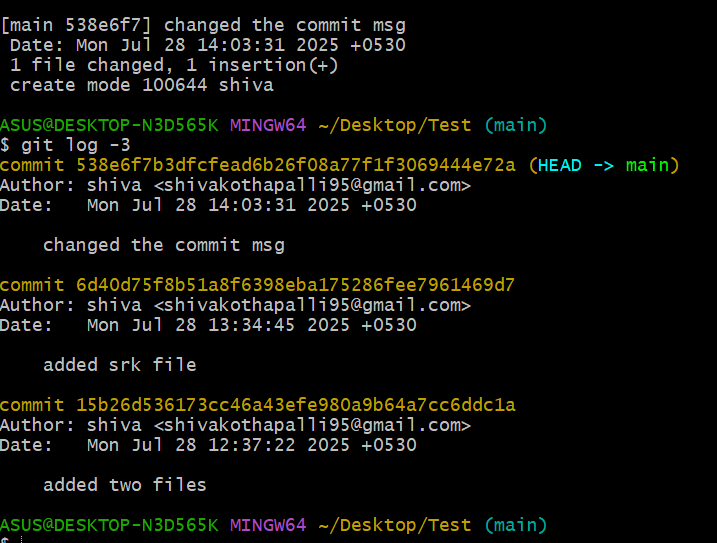 [main 538e6f7] changed the commit msg
 Date: Mon Jul 28 14:03:31 2025 +0530
 1 file changed, 1 insertion(+)
 create mode 100644 shiva
ASUS@DESKTOP-N3D565K MINGW64 ~/Desktop/Test (main)
$ git log -3
commit 538e6f7b3dfcfead6b26f08a77f1f3069444e72a (HEAD -> main)
Author: shiva <shivakothapalli95@gmail.com>
Date:   Mon Jul 28 14:03:31 2025 +0530
    changed the commit msg
commit 6d40d75f8b51a8f6398eba175286fee7961469d7
Author: shiva <shivakothapalli95@gmail.com>
Date:   Mon Jul 28 13:34:45 2025 +0530
    added srk file
commit 15b26d536173cc46a43efe980a9b64a7cc6ddc1a
Author: shiva <shivakothapalli95@gmail.com>
Date:   Mon Jul 28 12:37:22 2025 +0530
    added two files
ASUS@DESKTOP-N3D565K MINGW64 ~/Desktop/Test (main)
$